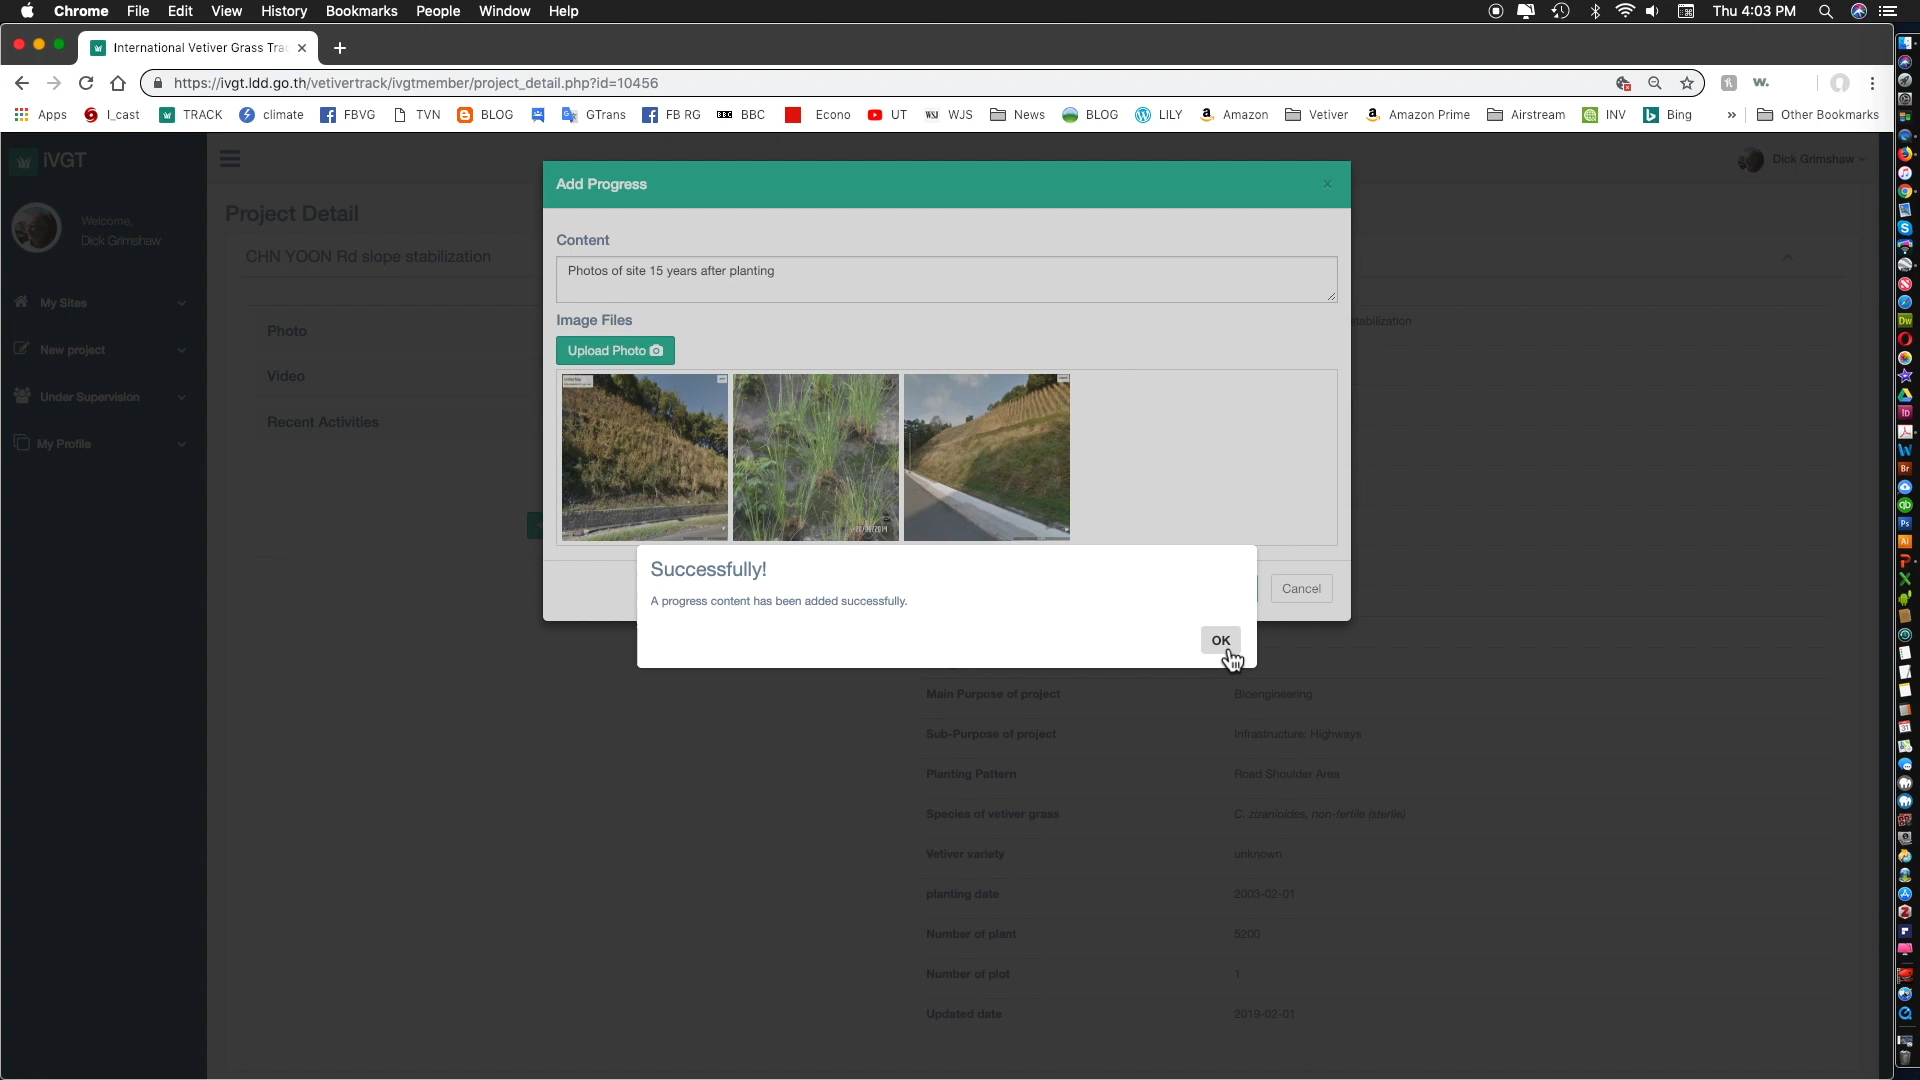 Chrome File Edit View History Bookmarks People Window Help Thu 4:03 PM
International Vetiver Grass Trac
https://ivgt.ldd.go.th/vetivertrack/ivgtmember/project_detail.php?id=10456
w.
Apps I_cast TRACK climate FBVG TVN BLOG GTrans FB RG BBC Econo UT WJS News BLOG LILY Amazon Vetiver Amazon Prime Airstream INV Bing » Other Bookmarks
iVGT
Dick Grimshaw
Welcome,
Dick Grimshaw
My Sites
New project
Under Supervision
My Profile
Project Detail
CHN YOON Rd slope stabilization
Photo
Video
Recent Activities
Add Progress
Content
Photos of site 15 years after planting
Image Files
Upload Photo
20/06/2014
tabilization
Cancel
Successfully!
A progress content has been added successfully.
OK
Main Purpose of project Bioengineering
Sub-Purpose of project Infrastructure: Highways
Planting Pattern Road Shoulder Area
Species of vetiver grass C. zizanioides, non-fertile (sterile)
Vetiver variety unknown
planting date 2003-02-01
Number of plant 5200
Number of plot 1
Updated date 2019-02-01